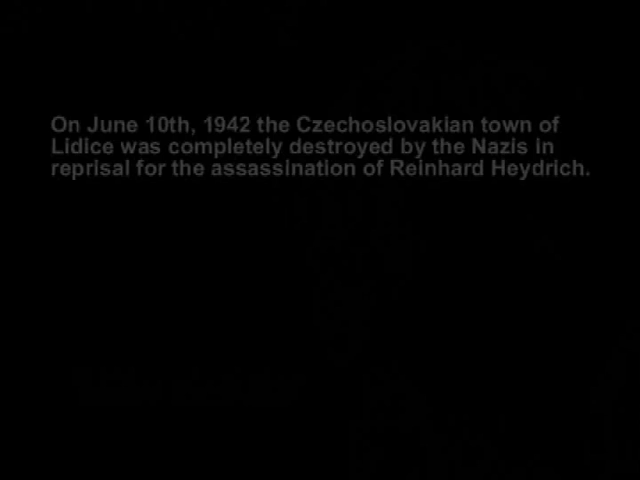 On June 10th, 1942 the Czechoslovakian town of
Lidice was completely destroyed by the Nazis in
reprisal for the assassination of Reinhard Heydrich.